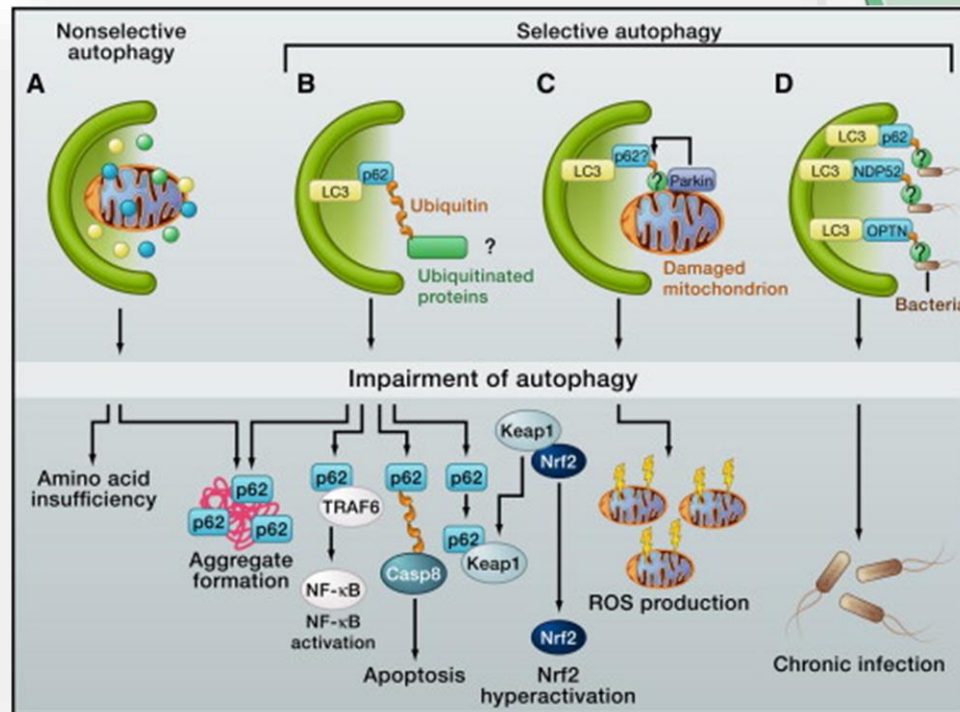 Nonselective
autophagy
Selective autophagy
A
B
C
D
LC3
p62
Ubiquitin
?
Ubiquitinated
proteins
LC3
p62?
?
Parkin
Damaged
mitochondrion
LC3
p62
?
LC3
NDP52
?
LC3
OPTN
?
Bacteria
Impairment of autophagy
Amino acid
insufficiency
p62
p62
p62
Aggregate
formation
p62
TRAF6
NF-κB
NF-κB
activation
p62
Casp8
Apoptosis
p62
p62
Keap1
Keap1
Nrf2
Nrf2
Nrf2
hyperactivation
ROS production
Chronic infection